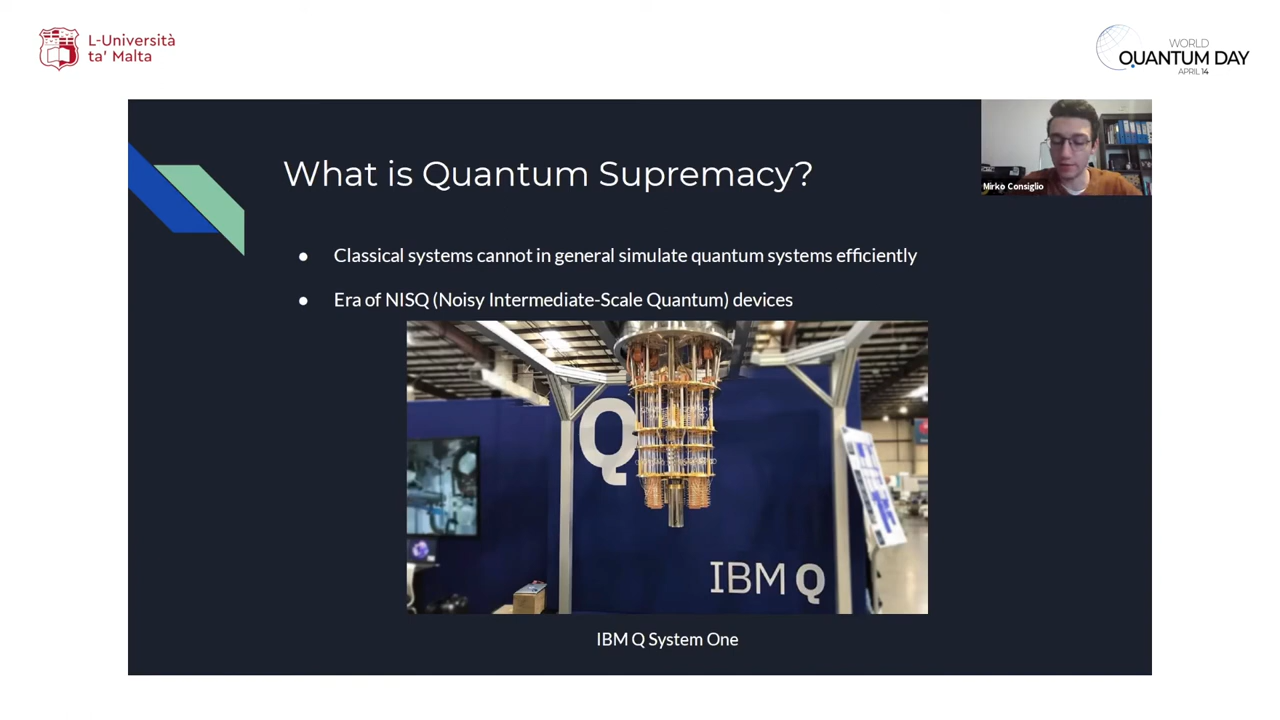 L-Università
ta' Malta
WORLD
QUANTUM DAY
APRIL 14
What is Quantum Supremacy?
Mirko Consiglio
● Classical systems cannot in general simulate quantum systems efficiently
● Era of NISQ (Noisy Intermediate-Scale Quantum) devices
Q
IBM Q
IBM Q System One